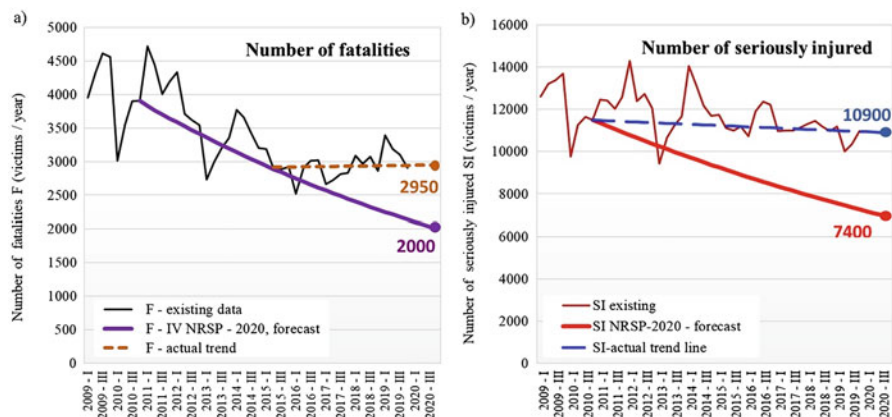 a)
Number of fatalities
Number of fatalities F (victims / year)
5000
4500
4000
3500
3000
2500
2000
1500
1000
500
0
2950
2000
F - existing data
F - IV NRSP - 2020, forecast
F - actual trend
2009 - I
2009 - III
2010 - I
2010 - III
2011 - I
2011 - III
2012 - I
2012 - III
2013 - I
2013 - III
2014 - I
2014 - III
2015 - I
2015 - III
2016 - I
2016 - III
2017 - I
2017 - III
2018 - I
2018 - III
2019 - I
2019 - III
2020 - I
2020 - III
b)
Number of seriously injured
Number of seriously injured SI (victims / year)
16000
14000
12000
10000
8000
6000
4000
2000
0
10900
7400
SI existing
SI NRSP-2020 - forecast
SI-actual trend line
2009 - I
2009 - III
2010 - I
2010 - III
2011 - I
2011 - III
2012 - I
2012 - III
2013 - I
2013 - III
2014 - I
2014 - III
2015 - I
2015 - III
2016 - I
2016 - III
2017 - I
2017 - III
2018 - I
2018 - III
2019 - I
2019 - III
2020 - I
2020 - III